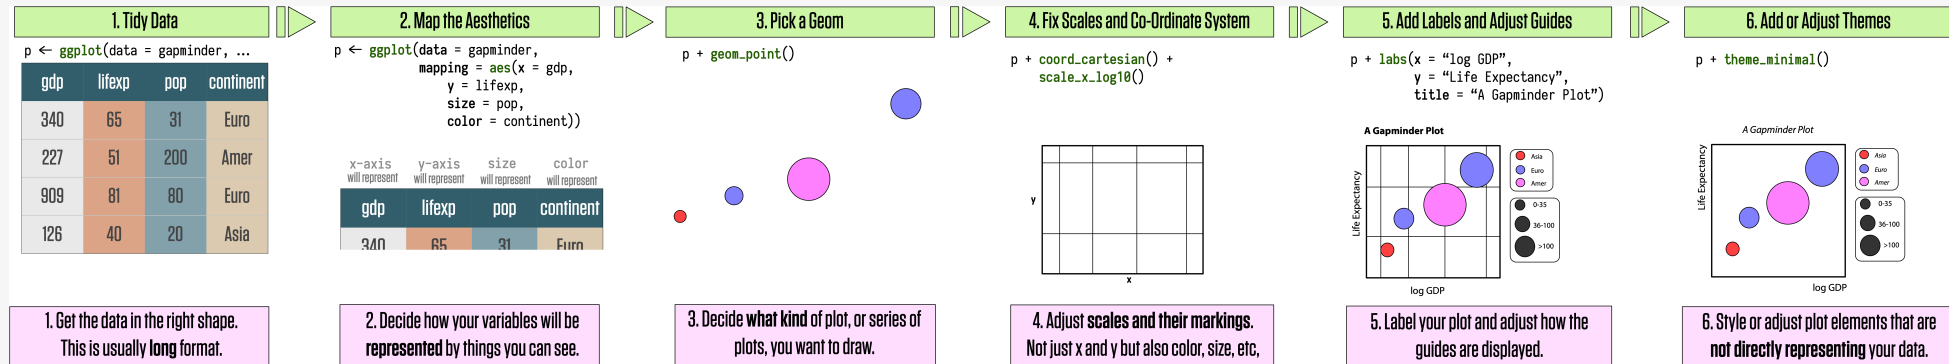 1. Tidy Data
p <- ggplot(data = gapminder, ...
gdp lifexp pop continent
340 65 31 Euro
227 51 200 Amer
909 81 80 Euro
126 40 20 Asia
1. Get the data in the right shape.
This is usually long format.
2. Map the Aesthetics
p <- ggplot(data = gapminder,
mapping = aes(x = gdp,
y = lifexp,
size = pop,
color = continent))
x-axis y-axis size color
will represent will represent will represent will represent
gdp lifexp pop continent
340 65 31 Euro
2. Decide how your variables will be
represented by things you can see.
3. Pick a Geom
p + geom_point()
3. Decide what kind of plot, or series of
plots, you want to draw.
4. Fix Scales and Co-Ordinate System
p + coord_cartesian() +
scale_x_log10()
y
x
4. Adjust scales and their markings.
Not just x and y but also color, size, etc,
5. Add Labels and Adjust Guides
p + labs(x = “log GDP”,
y = “Life Expectancy”,
title = “A Gapminder Plot”)
A Gapminder Plot
Life Expectancy
Asia
Euro
Amer
0-35
36-100
>100
log GDP
5. Label your plot and adjust how the
guides are displayed.
6. Add or Adjust Themes
p + theme_minimal()
A Gapminder Plot
Life Expectancy
Asia
Euro
Amer
0-35
36-100
>100
log GDP
6. Style or adjust plot elements that are
not directly representing your data.